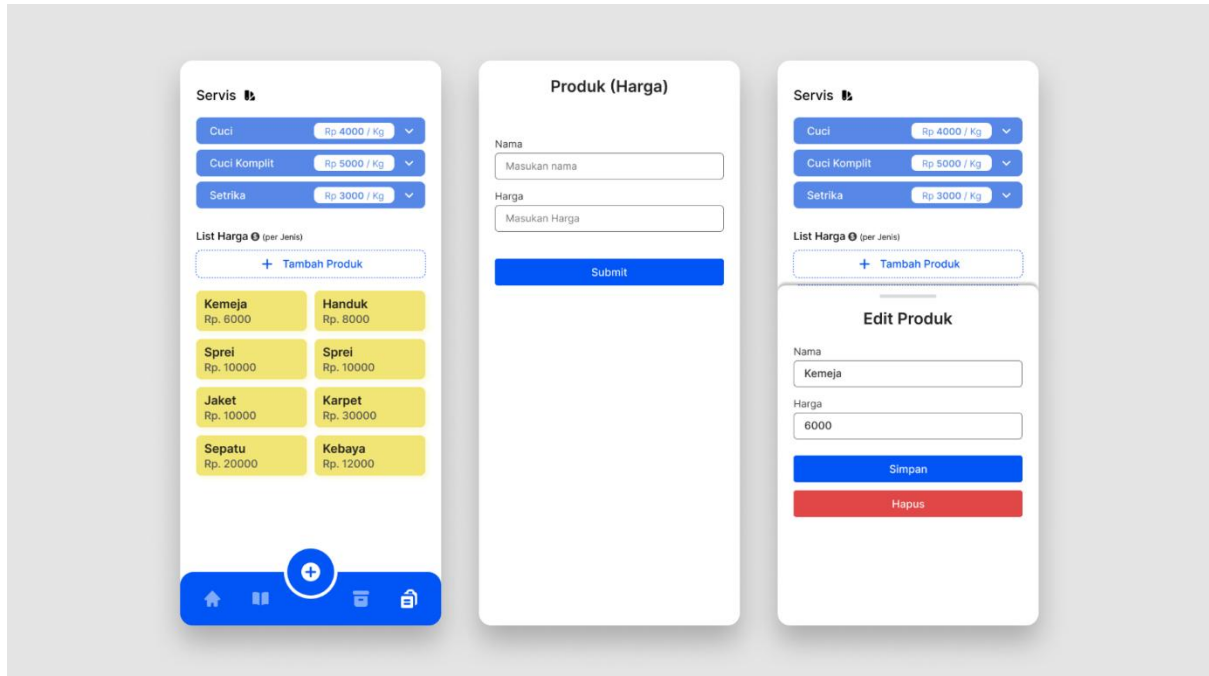 Servis
Cuci Rp 4000 / Kg
Cuci Komplit Rp 5000 / Kg
Setrika Rp 3000 / Kg
List Harga (per Jenis)
+ Tambah Produk
Kemeja Handuk
Rp. 6000 Rp. 8000
Sprei Sprei
Rp. 10000 Rp. 10000
Jaket Karpet
Rp. 10000 Rp. 30000
Sepatu Kebaya
Rp. 20000 Rp. 12000
Produk (Harga)
Nama
Masukan nama
Harga
Masukan Harga
Submit
Servis
Cuci Rp 4000 / Kg
Cuci Komplit Rp 5000 / Kg
Setrika Rp 3000 / Kg
List Harga (per Jenis)
+ Tambah Produk
Edit Produk
Nama
Kemeja
Harga
6000
Simpan
Hapus